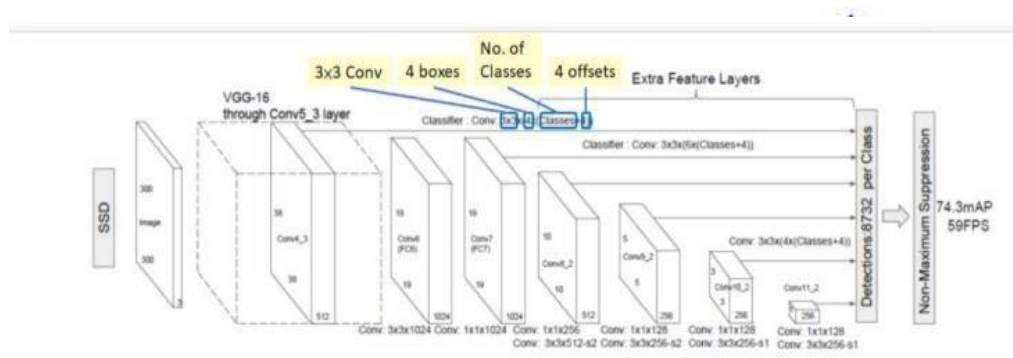 No. of
3x3 Conv 4 boxes Classes 4 offsets
Extra Feature Layers
VGG-16
through Conv5_3 layer
Classifier : Conv: 3x3x(4x(Classes+4))
Classifier : Conv: 3x3x(6x(Classes+4))
SSD
300
Image
300
3
38
Conv4_3
38
512
19
Conv6
(FC6)
19
1024
19
Conv7
(FC7)
19
1024
10
Conv8_2
10
512
5
Conv9_2
5
256
Conv: 3x3x(4x(Classes+4))
3
Conv10_2
3
256
Conv11_2
256
Detections:8732 per Class
Non-Maximum Suppression
74.3mAP
59FPS
Conv: 3x3x1024 Conv: 1x1x1024 Conv: 1x1x256 Conv: 1x1x128 Conv: 1x1x128 Conv: 1x1x128
Conv: 3x3x512-s2 Conv: 3x3x256-s2 Conv: 3x3x256-s1 Conv: 3x3x256-s1